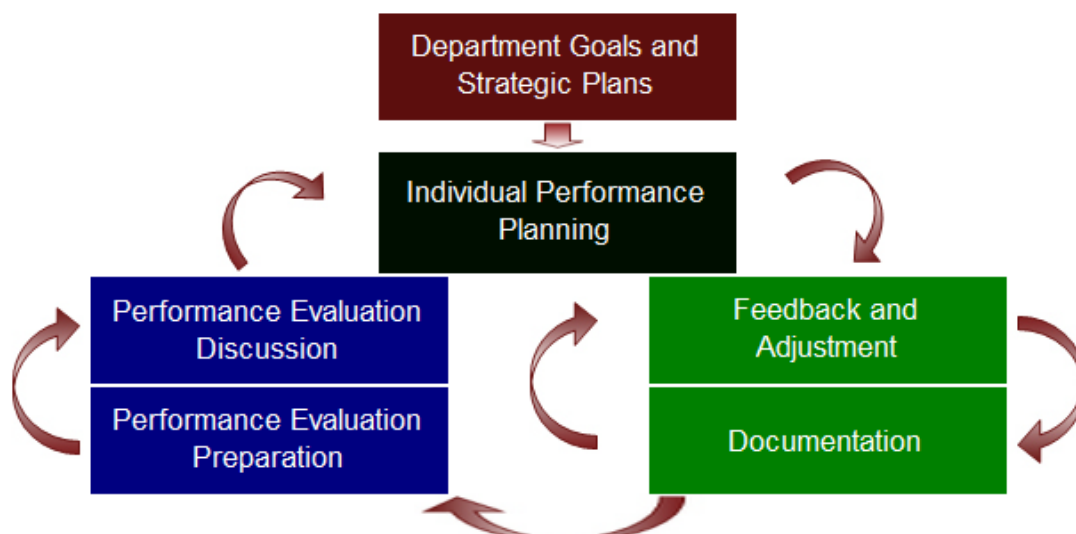 Department Goals and
Strategic Plans
Individual Performance
Planning
Performance Evaluation
Discussion
Feedback and
Adjustment
Performance Evaluation
Preparation
Documentation